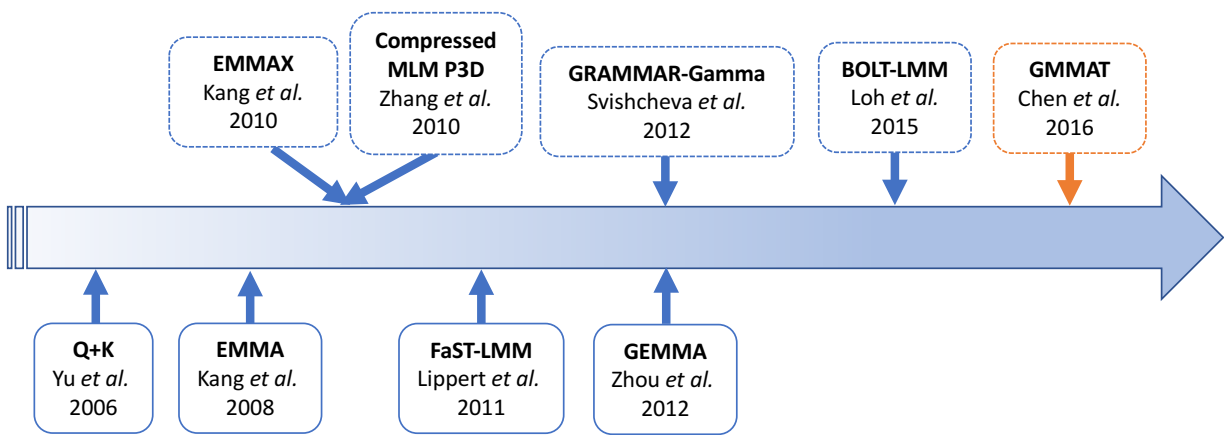 EMMAX
Kang et al.
2010
Compressed
MLM P3D
Zhang et al.
2010
GRAMMAR-Gamma
Svishcheva et al.
2012
BOLT-LMM
Loh et al.
2015
GMMAT
Chen et al.
2016
Q+K
Yu et al.
2006
EMMA
Kang et al.
2008
FaST-LMM
Lippert et al.
2011
GEMMA
Zhou et al.
2012